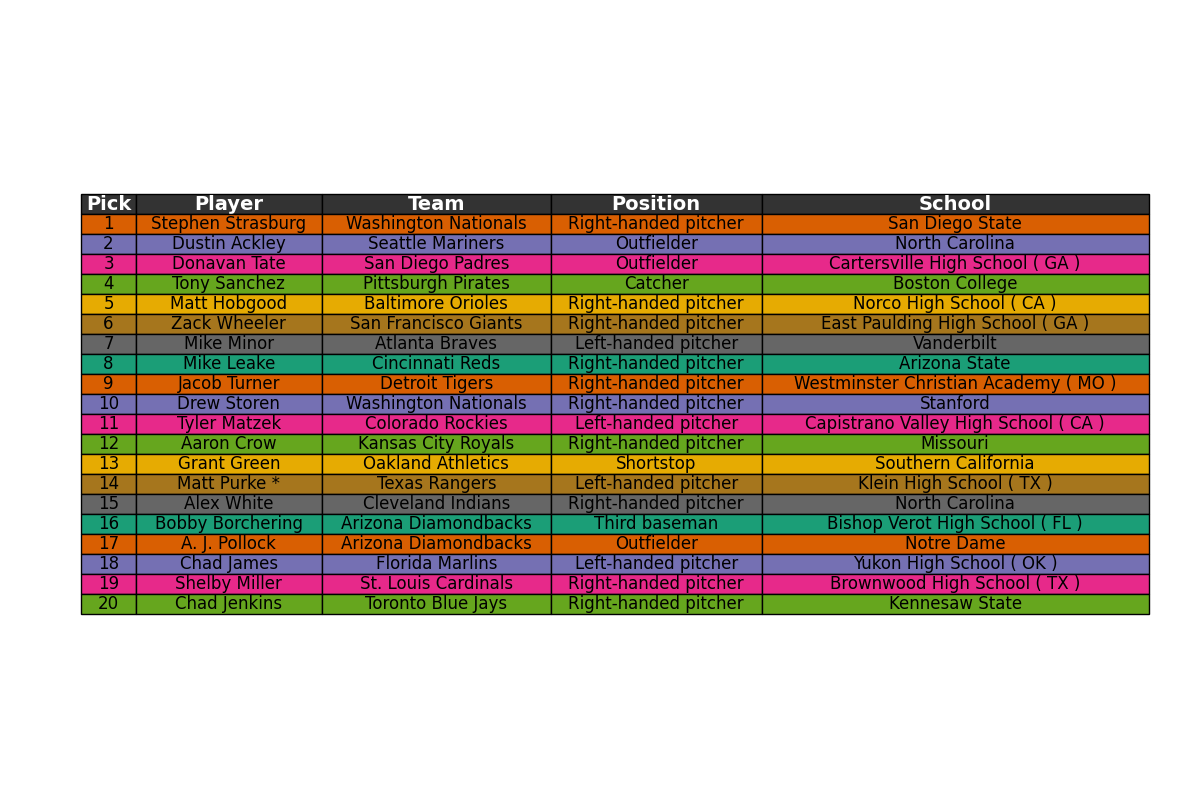 Pick Player Team Position School
1 Stephen Strasburg Washington Nationals Right-handed pitcher San Diego State
2 Dustin Ackley Seattle Mariners Outfielder North Carolina
3 Donavan Tate San Diego Padres Outfielder Cartersville High School ( GA )
4 Tony Sanchez Pittsburgh Pirates Catcher Boston College
5 Matt Hobgood Baltimore Orioles Right-handed pitcher Norco High School ( CA )
6 Zack Wheeler San Francisco Giants Right-handed pitcher East Paulding High School ( GA )
7 Mike Minor Atlanta Braves Left-handed pitcher Vanderbilt
8 Mike Leake Cincinnati Reds Right-handed pitcher Arizona State
9 Jacob Turner Detroit Tigers Right-handed pitcher Westminster Christian Academy ( MO )
10 Drew Storen Washington Nationals Right-handed pitcher Stanford
11 Tyler Matzek Colorado Rockies Left-handed pitcher Capistrano Valley High School ( CA )
12 Aaron Crow Kansas City Royals Right-handed pitcher Missouri
13 Grant Green Oakland Athletics Shortstop Southern California
14 Matt Purke * Texas Rangers Left-handed pitcher Klein High School ( TX )
15 Alex White Cleveland Indians Right-handed pitcher North Carolina
16 Bobby Borchering Arizona Diamondbacks Third baseman Bishop Verot High School ( FL )
17 A. J. Pollock Arizona Diamondbacks Outfielder Notre Dame
18 Chad James Florida Marlins Left-handed pitcher Yukon High School ( OK )
19 Shelby Miller St. Louis Cardinals Right-handed pitcher Brownwood High School ( TX )
20 Chad Jenkins Toronto Blue Jays Right-handed pitcher Kennesaw State